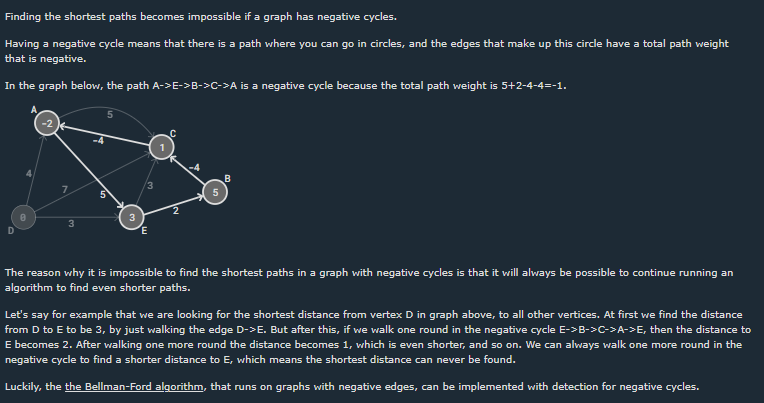 Finding the shortest paths becomes impossible if a graph has negative cycles.
Having a negative cycle means that there is a path where you can go in circles, and the edges that make up this circle have a total path weight
that is negative.
In the graph below, the path A->E->B->C->A is a negative cycle because the total path weight is 5+2-4-4=-1.
A
5
-2
C
-4
1
-4
4
B
7
5
3
5
2
0
3
3
D
E
The reason why it is impossible to find the shortest paths in a graph with negative cycles is that it will always be possible to continue running an
algorithm to find even shorter paths.
Let's say for example that we are looking for the shortest distance from vertex D in graph above, to all other vertices. At first we find the distance
from D to E to be 3, by just walking the edge D->E. But after this, if we walk one round in the negative cycle E->B->C->A->E, then the distance to
E becomes 2. After walking one more round the distance becomes 1, which is even shorter, and so on. We can always walk one more round in the
negative cycle to find a shorter distance to E, which means the shortest distance can never be found.
Luckily, the the Bellman-Ford algorithm, that runs on graphs with negative edges, can be implemented with detection for negative cycles.